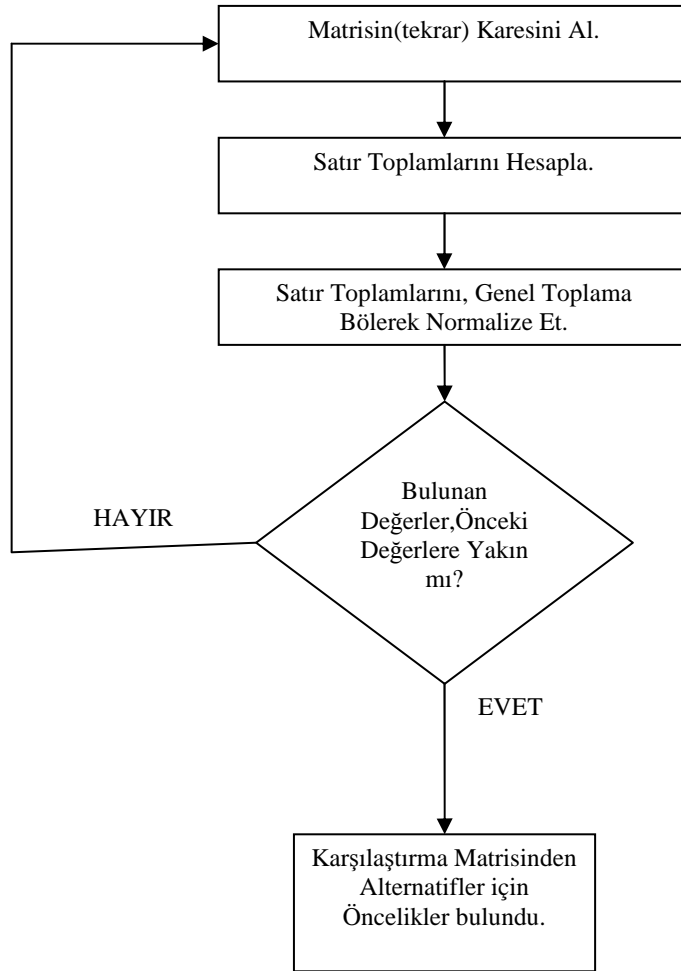 Matrisin(tekrar) Karesini Al.
Satır Toplamlarını Hesapla.
Satır Toplamlarını, Genel Toplama
Bölerek Normalize Et.
Bulunan
Değerler,Önceki
Değerlere Yakın
mı?
HAYIR
EVET
Karşılaştırma Matrisinden
Alternatifler için
Öncelikler bulundu.